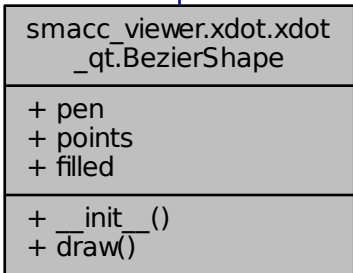 smacc_viewer.xdot.xdot
_qt.BezierShape
+ pen
+ points
+ filled
+ __init__()
+ draw()